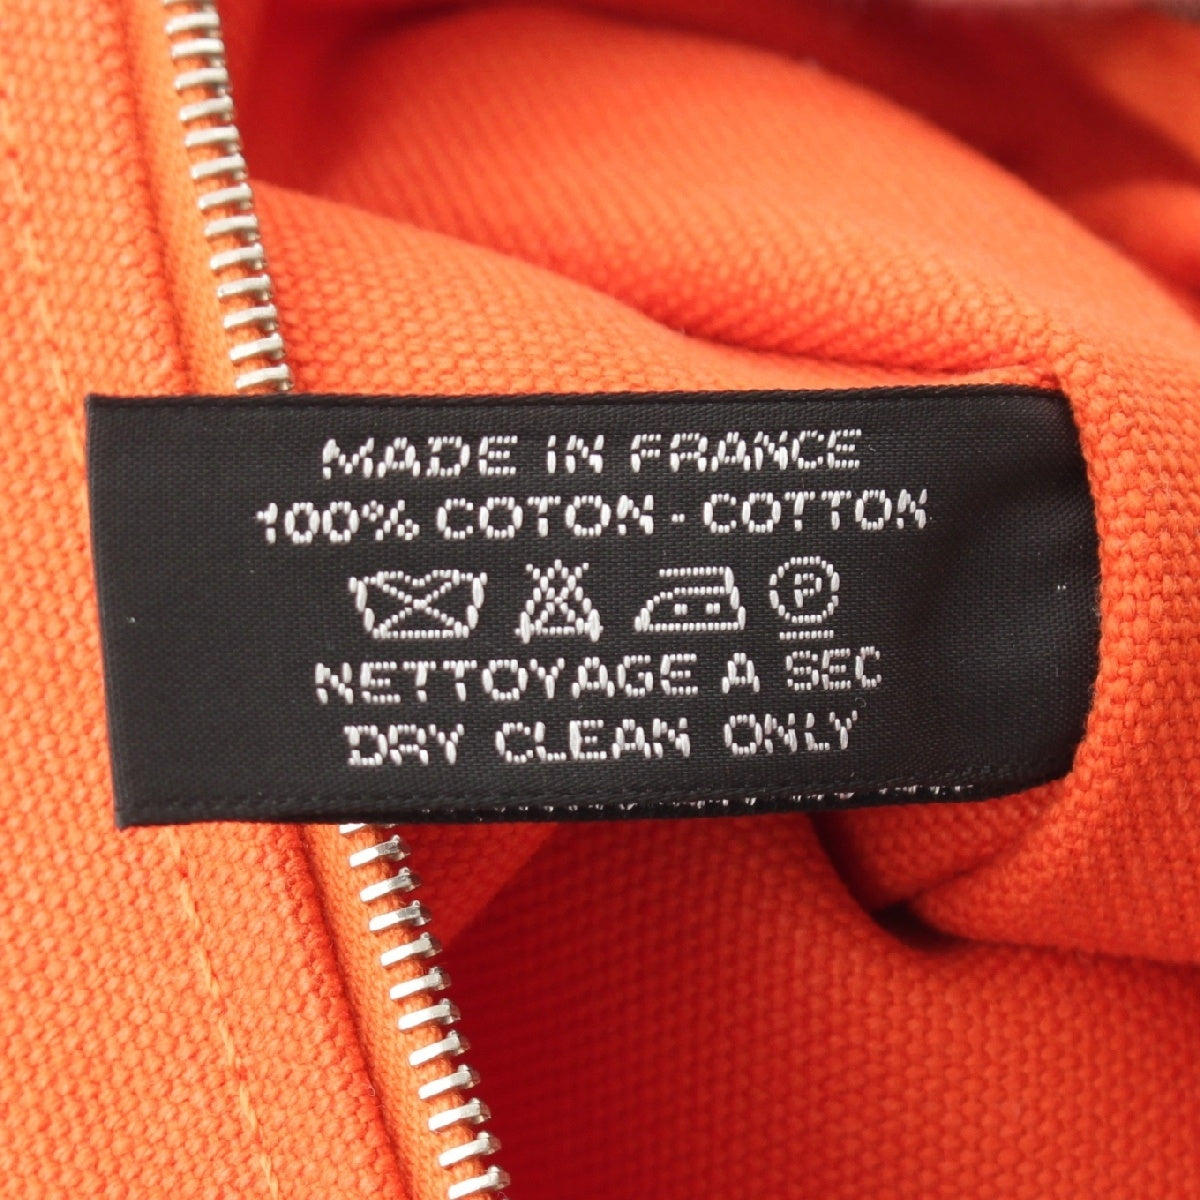 MADE IN FRANCE
100% COTON - COTTON
P
NETTOYAGE A SEC
DRY CLEAN ONLY